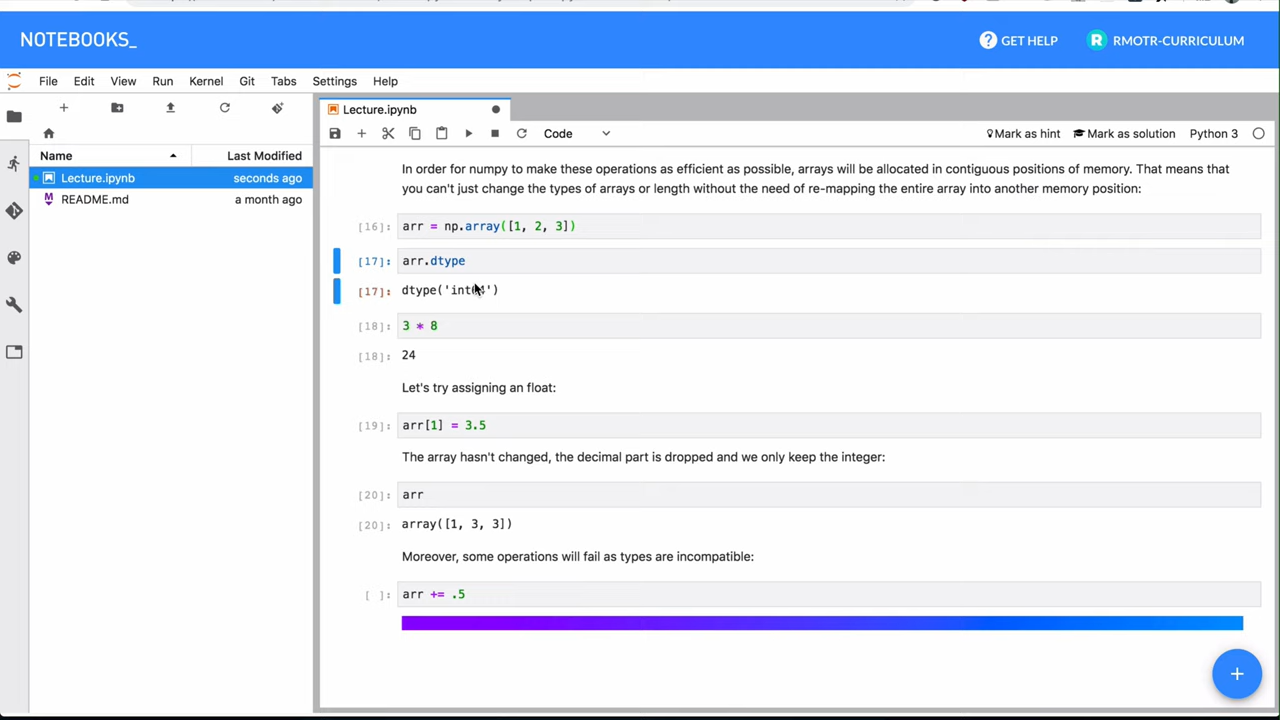 NOTEBOOKS_
GET HELP
R RMOTR-CURRICULUM
File Edit View Run Kernel Git Tabs Settings Help
Lecture.ipynb
Code
Mark as hint
Mark as solution
Python 3
Name
Last Modified
Lecture.ipynb
seconds ago
README.md
a month ago
In order for numpy to make these operations as efficient as possible, arrays will be allocated in contiguous positions of memory. That means that
you can't just change the types of arrays or length without the need of re-mapping the entire array into another memory position:
[16]: arr = np.array([1, 2, 3])
[17]: arr.dtype
[17]: dtype('int64')
[18]: 3 * 8
[18]: 24
Let's try assigning an float:
[19]: arr[1] = 3.5
The array hasn't changed, the decimal part is dropped and we only keep the integer:
[20]: arr
[20]: array([1, 3, 3])
Moreover, some operations will fail as types are incompatible:
[ ]: arr += .5